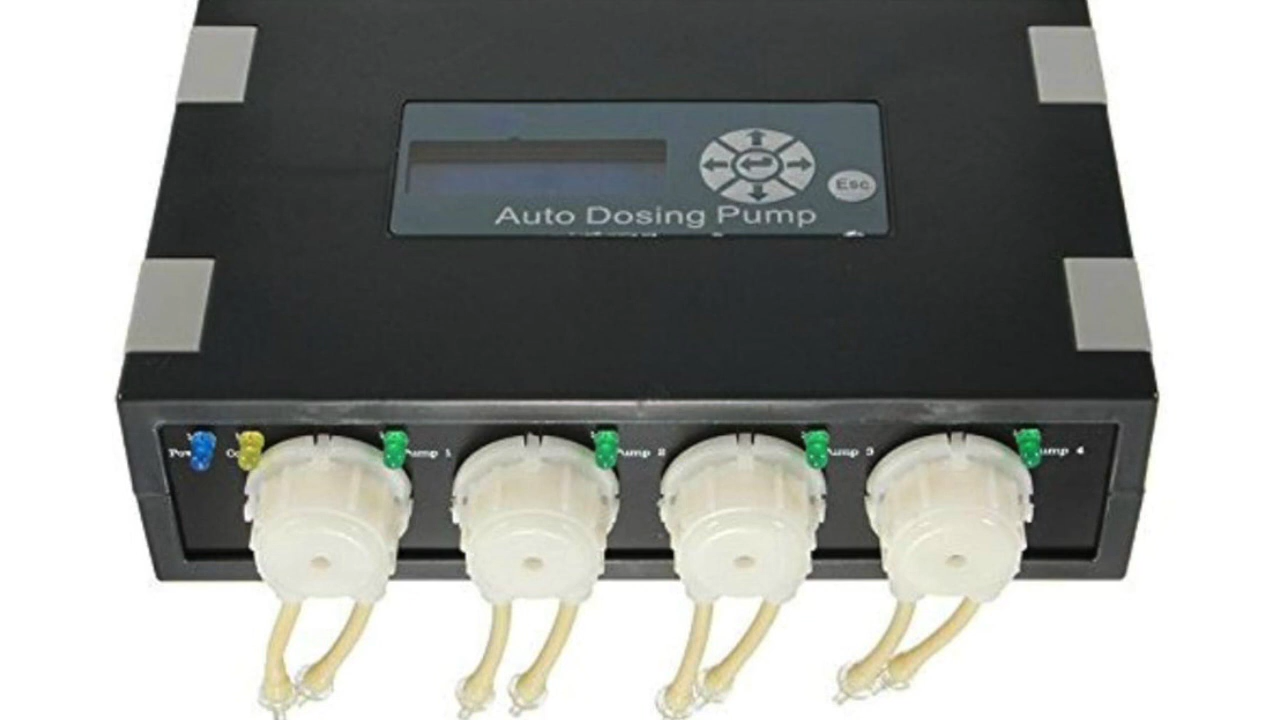 Esc
Auto Dosing Pump
Pump 1
Pump 2
Pump 3
Pump 4